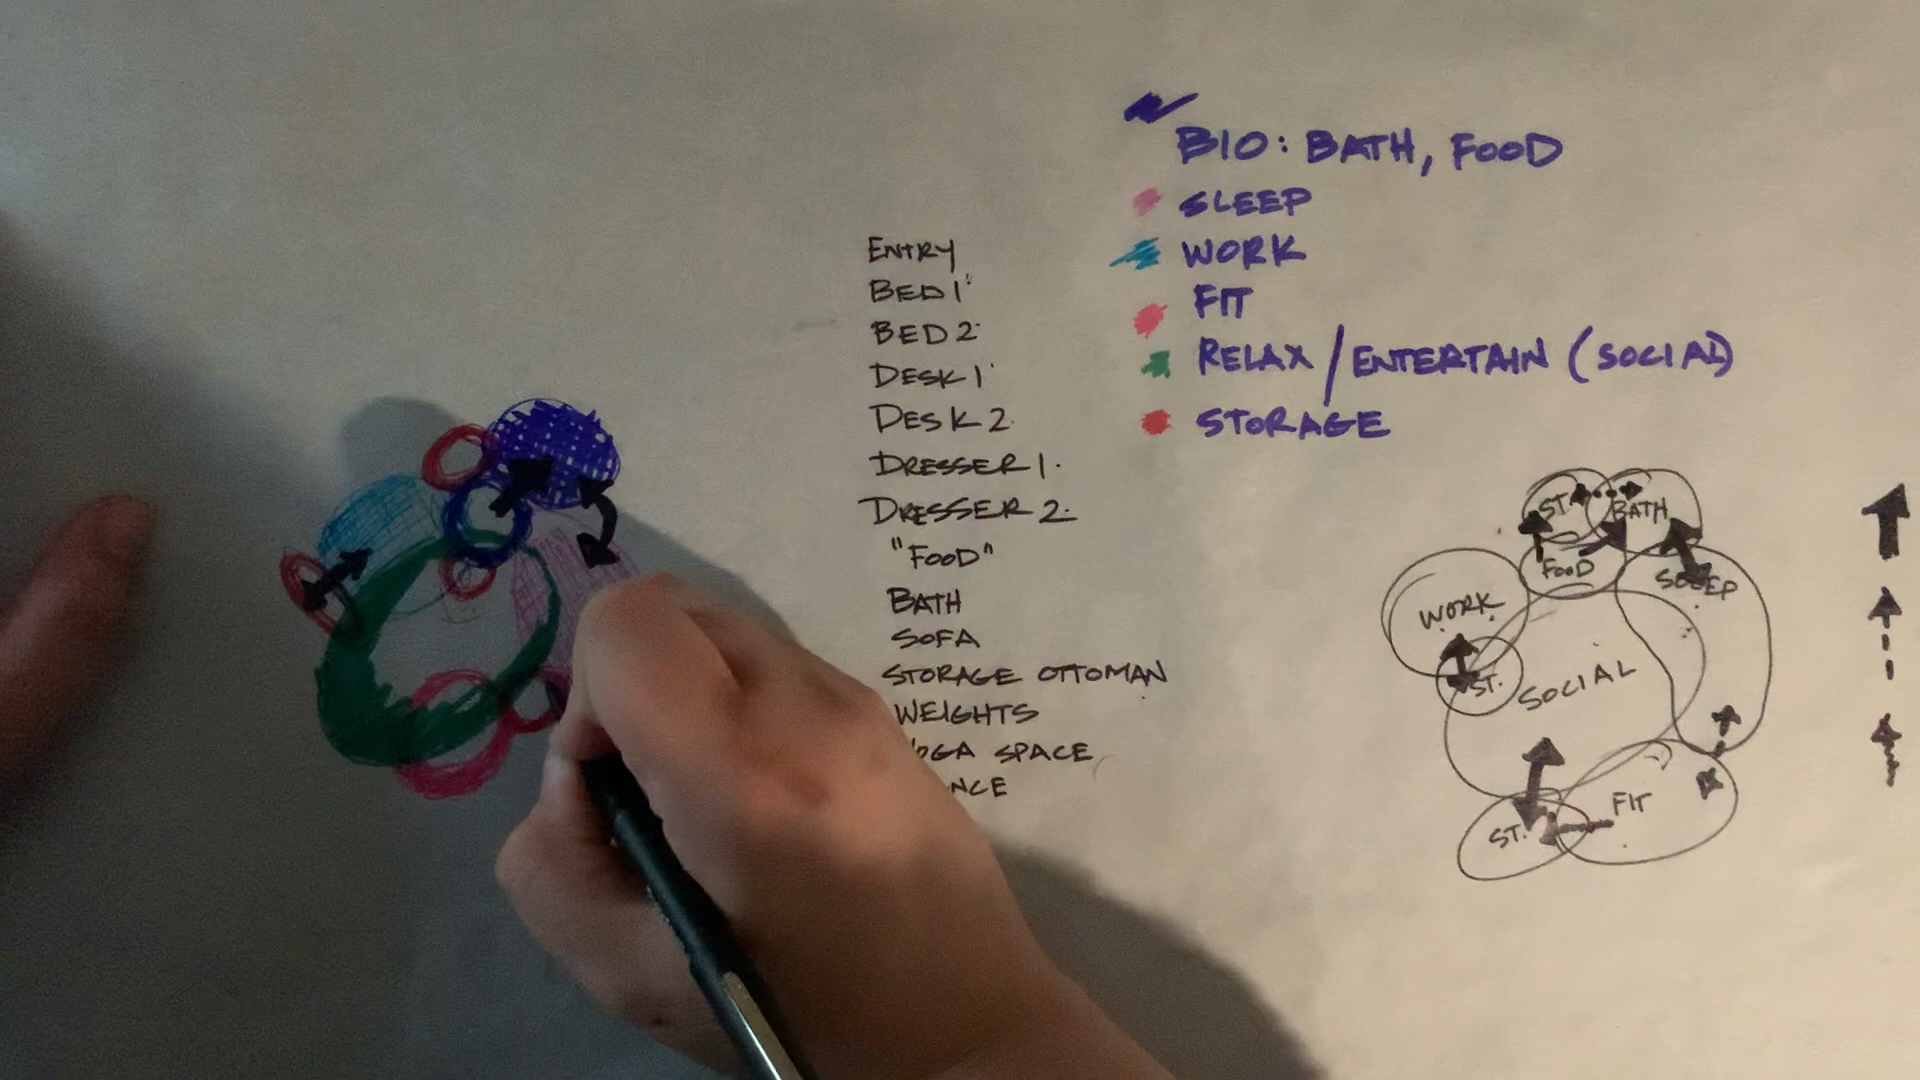 BIO: BATH, FOOD
SLEEP
WORK
FIT
RELAX / ENTERTAIN (SOCIAL)
STORAGE
ENTRY
BED 1
BED 2
DESK 1
DESK 2
DRESSER 1
DRESSER 2
"FOOD"
BATH
SOFA
STORAGE OTTOMAN
WEIGHTS
SPACE
ST.
BATH
FOOD
SLEEP
WORK
ST.
SOCIAL
FIT
ST.